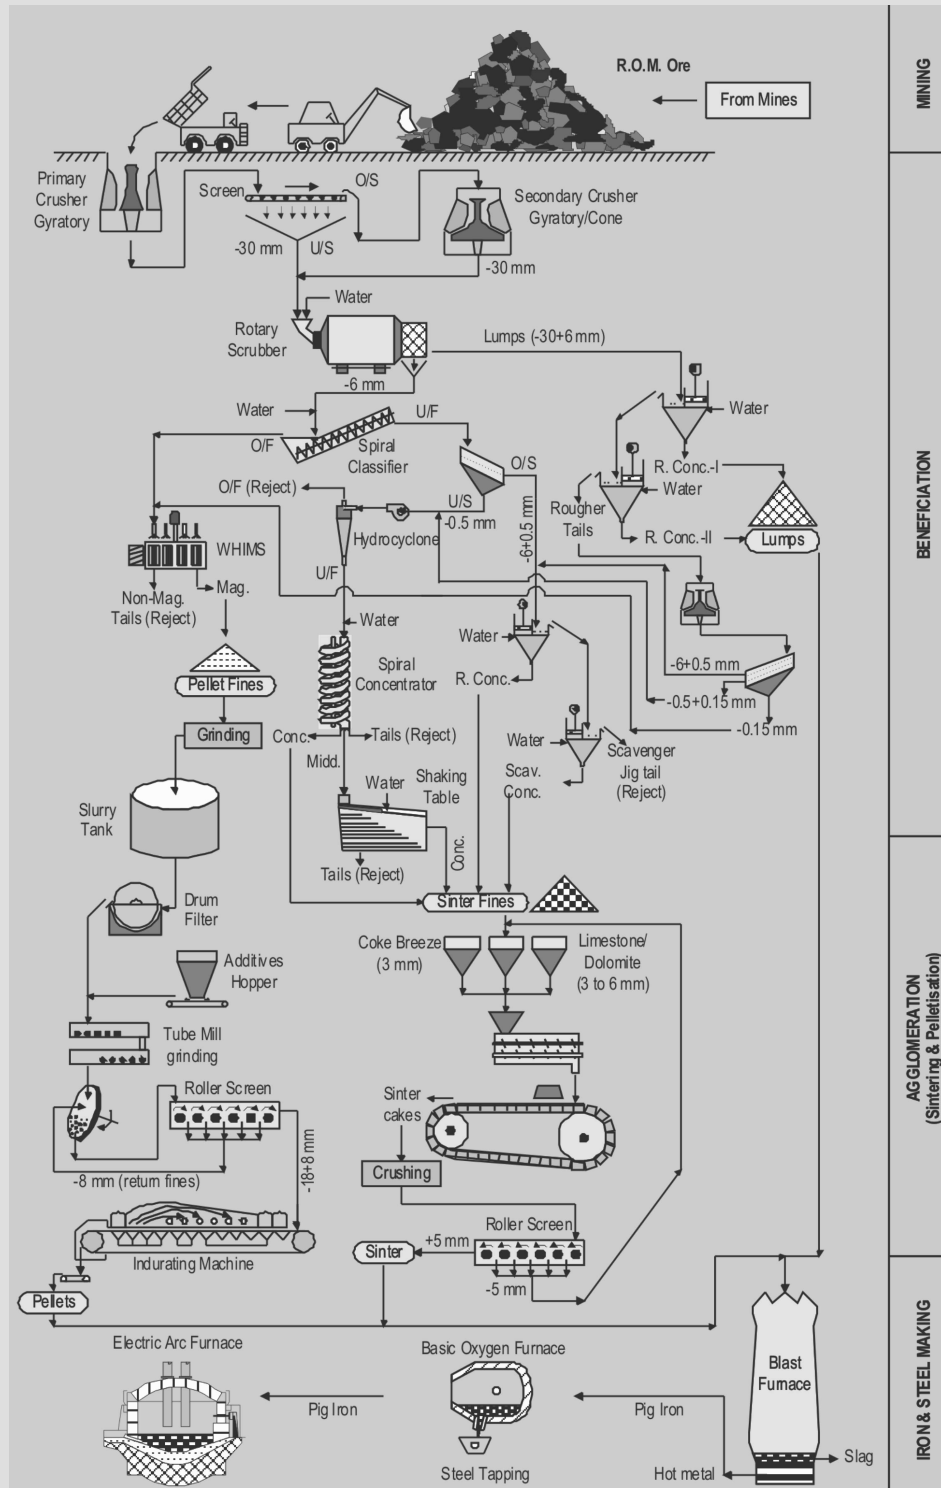 R.O.M. Ore
From Mines
MINING
Primary
Crusher
Gyratory
Screen
O/S
-30 mm
U/S
Secondary Crusher
Gyratory/Cone
-30 mm
Water
Rotary
Scrubber
Lumps (-30+6 mm)
-6 mm
Water
O/F
U/F
Spiral
Classifier
Water
R. Conc.-I
Water
Rougher
Tails
R. Conc.-II
Lumps
O/S
U/S
-0.5 mm
-6+0.5 mm
O/F (Reject)
Hydrocyclone
U/F
WHIMS
Mag.
Non-Mag.
Tails (Reject)
BENEFICIATION
Water
Spiral
Concentrator
Water
R. Conc.
-6+0.5 mm
-0.5+0.15 mm
-0.15 mm
Pellet Fines
Grinding
Conc.
Tails (Reject)
Midd.
Water
Scavenger
Jig tail
(Reject)
Scav.
Conc.
Water
Shaking
Table
Conc.
Tails (Reject)
Slurry
Tank
Sinter Fines
Drum
Filter
Additives
Hopper
Coke Breeze
(3 mm)
Limestone/
Dolomite
(3 to 6 mm)
Tube Mill
grinding
Roller Screen
-18+8 mm
-8 mm (return fines)
Sinter
cakes
Crushing
Roller Screen
+5 mm
Sinter
-5 mm
AGGLOMERATION
(Sintering & Pelletisation)
Indurating Machine
Pellets
Electric Arc Furnace
Basic Oxygen Furnace
Blast
Furnace
Pig Iron
Pig Iron
Steel Tapping
Hot metal
Slag
IRON & STEEL MAKING